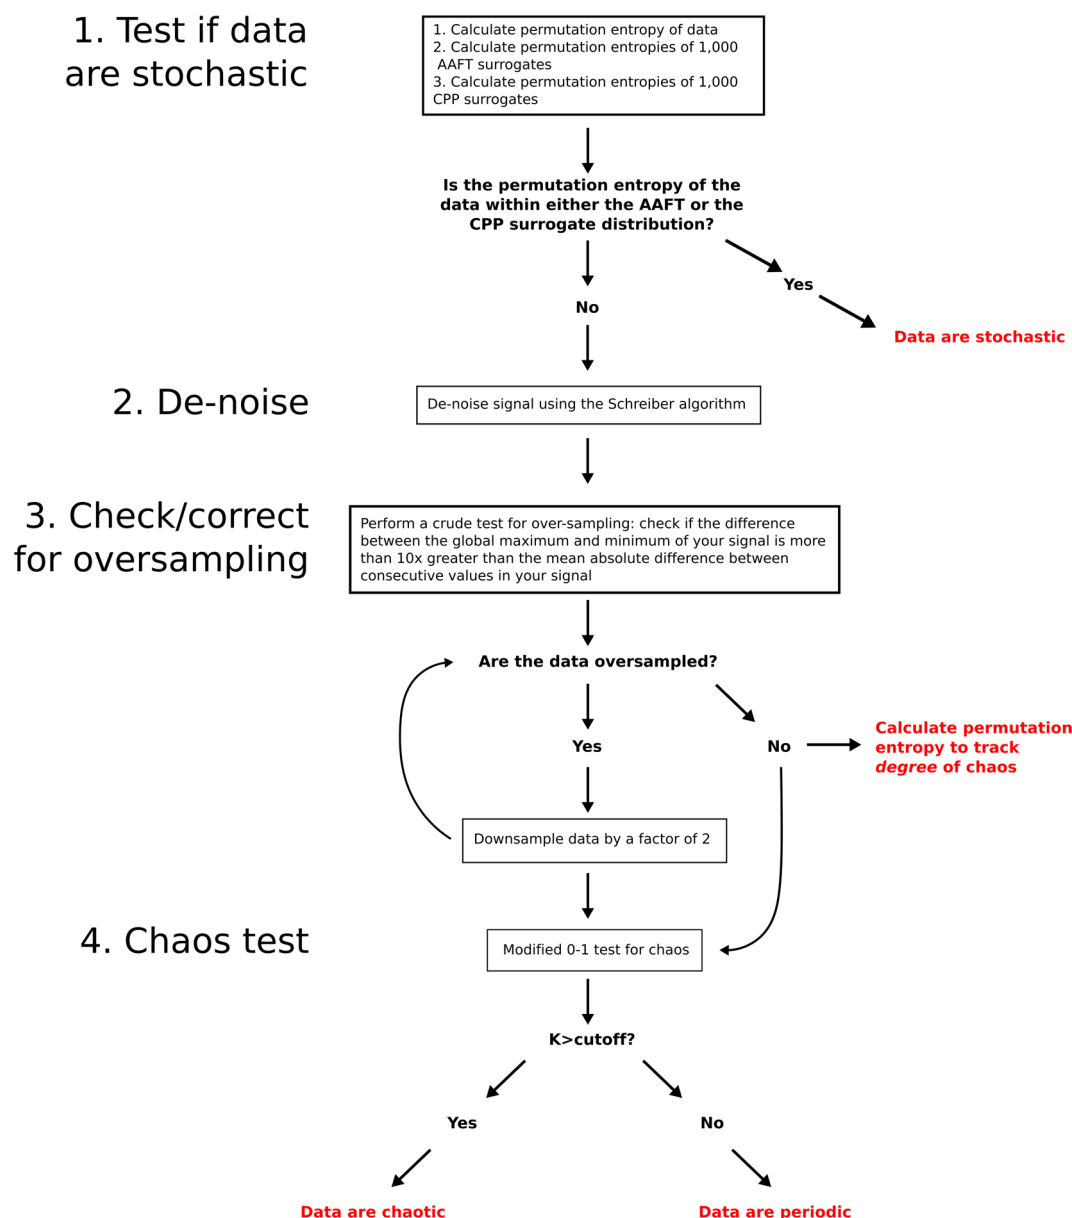 1. Test if data
are stochastic
1. Calculate permutation entropy of data
2. Calculate permutation entropies of 1,000
AAFT surrogates
3. Calculate permutation entropies of 1,000
CPP surrogates
Is the permutation entropy of the
data within either the AAFT or the
CPP surrogate distribution?
Yes
No
Data are stochastic
2. De-noise
De-noise signal using the Schreiber algorithm
3. Check/correct
for oversampling
Perform a crude test for over-sampling: check if the difference
between the global maximum and minimum of your signal is more
than 10x greater than the mean absolute difference between
consecutive values in your signal
Are the data oversampled?
Yes
No
Calculate permutation
entropy to track
degree of chaos
Downsample data by a factor of 2
4. Chaos test
Modified 0-1 test for chaos
K>cutoff?
Yes
No
Data are chaotic
Data are periodic